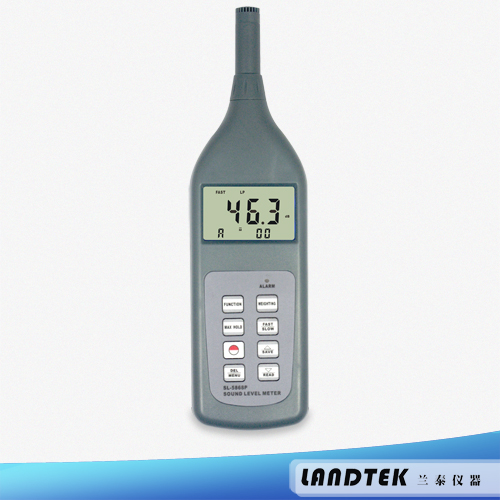 FAST LP
46.3 dB
A 00
ALARM
FUNCTION WEIGHTING
MAX HOLD FAST SLOW
SAVE
DEL MENU READ
SOUND LEVEL METER
LANDTEK 兰泰仪器